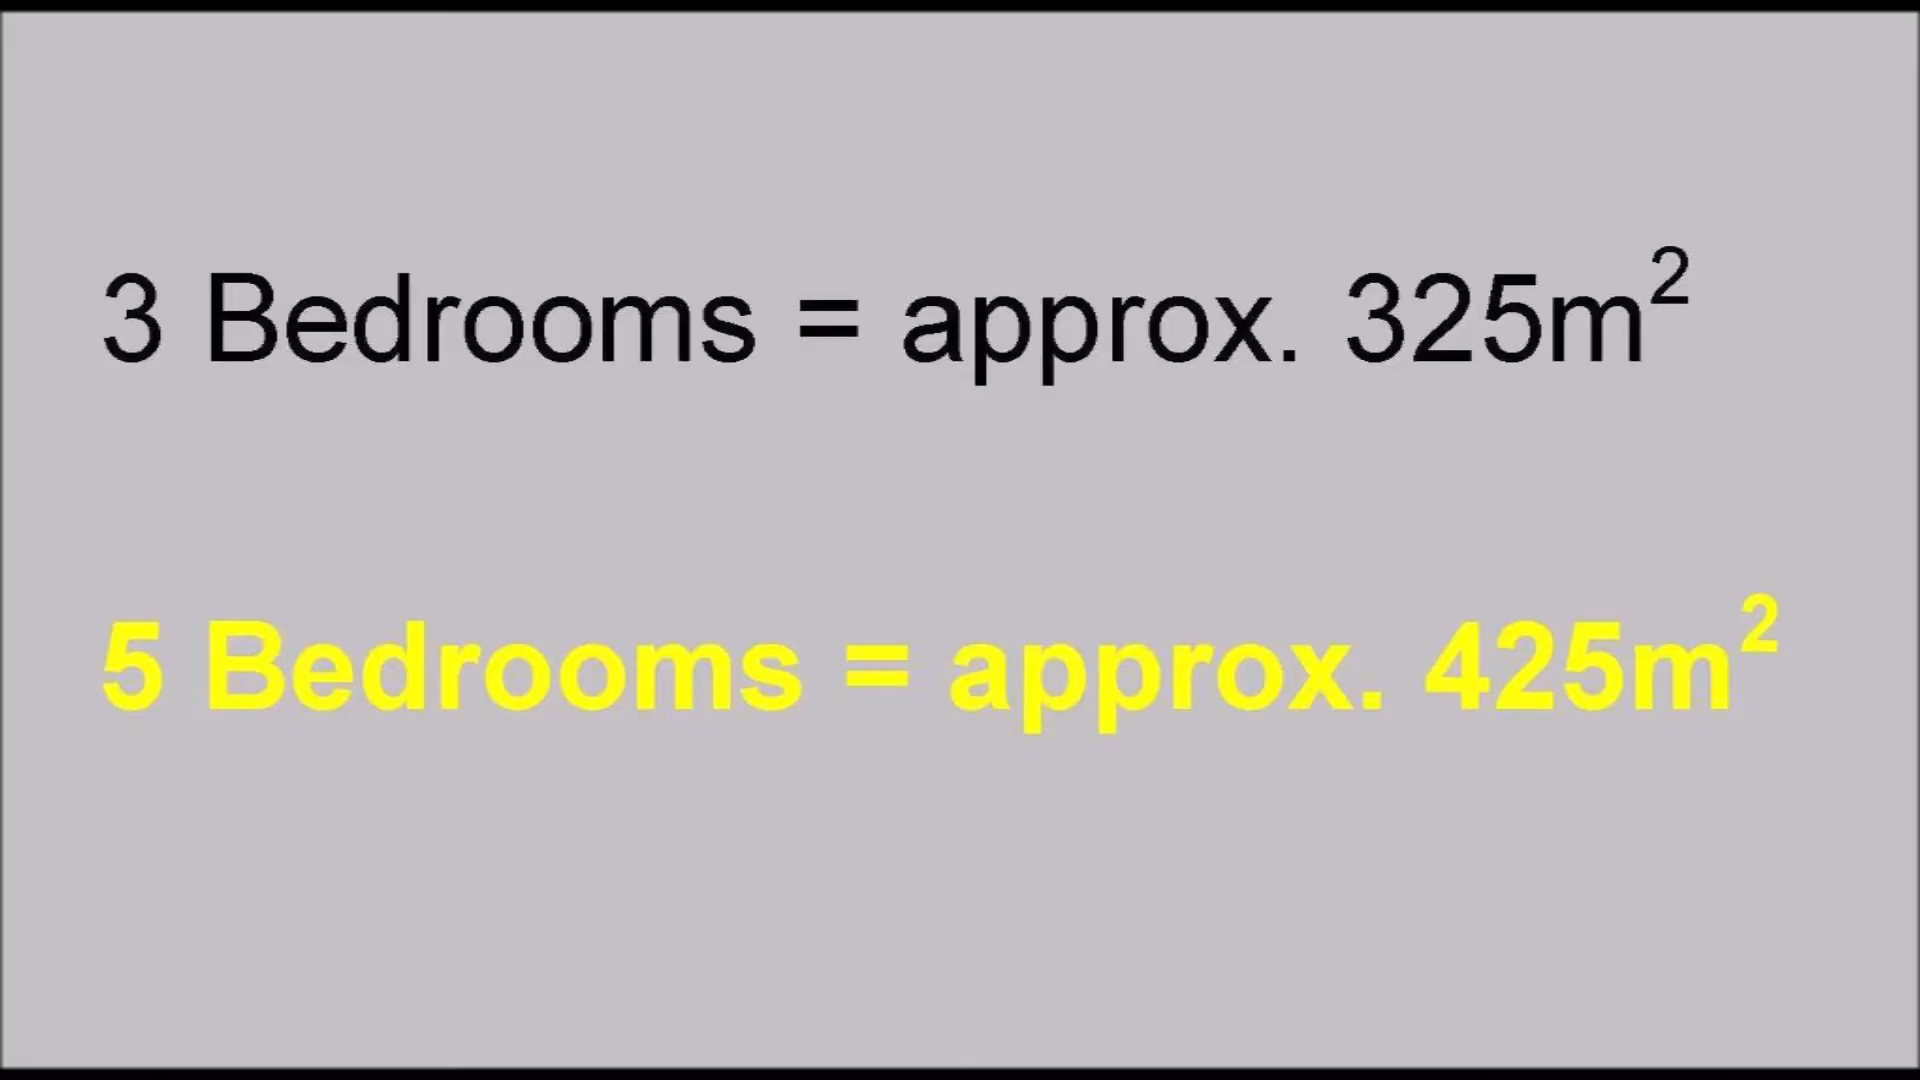 3 Bedrooms = approx. 325m²
5 Bedrooms = approx. 425m²